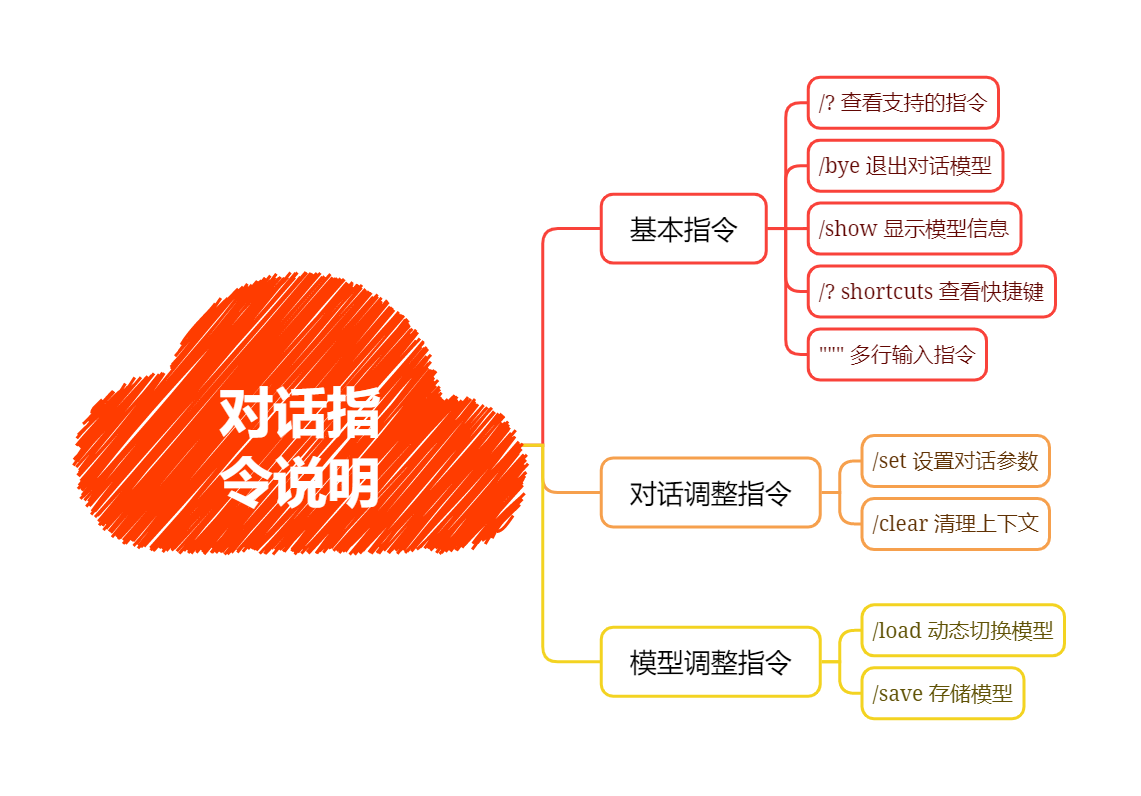 对话指
令说明
基本指令
/? 查看支持的指令
/bye 退出对话模型
/show 显示模型信息
/? shortcuts 查看快捷键
""" 多行输入指令
对话调整指令
/set 设置对话参数
/clear 清理上下文
模型调整指令
/load 动态切换模型
/save 存储模型